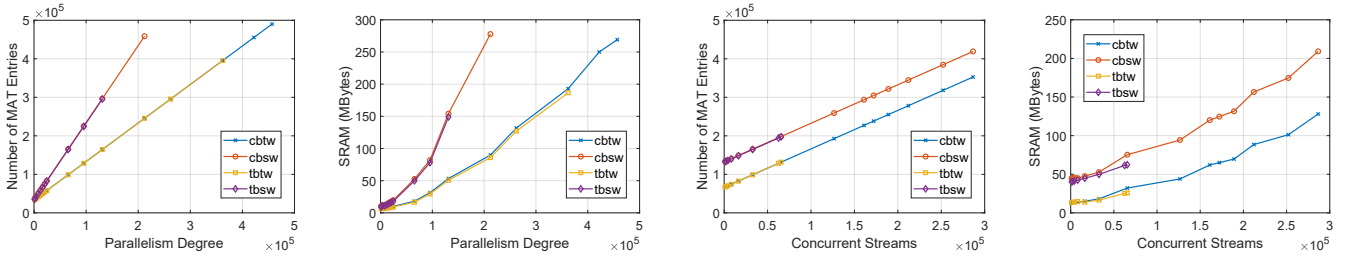 ×10⁵
5
4
3
2
1
0
Number of MAT Entries
cbtw
cbsw
tbtw
tbsw
0 1 2 3 4 5
Parallelism Degree
×10⁵
300
250
200
150
100
50
0
SRAM (MBytes)
cbtw
cbsw
tbtw
tbsw
0 1 2 3 4 5
Parallelism Degree
×10⁵
×10⁵
5
4
3
2
1
0
Number of MAT Entries
cbtw
cbsw
tbtw
tbsw
0 0.5 1 1.5 2 2.5 3
Concurrent Streams
×10⁵
250
200
150
100
50
0
SRAM (MBytes)
cbtw
cbsw
tbtw
tbsw
0 0.5 1 1.5 2 2.5 3
Concurrent Streams
×10⁵